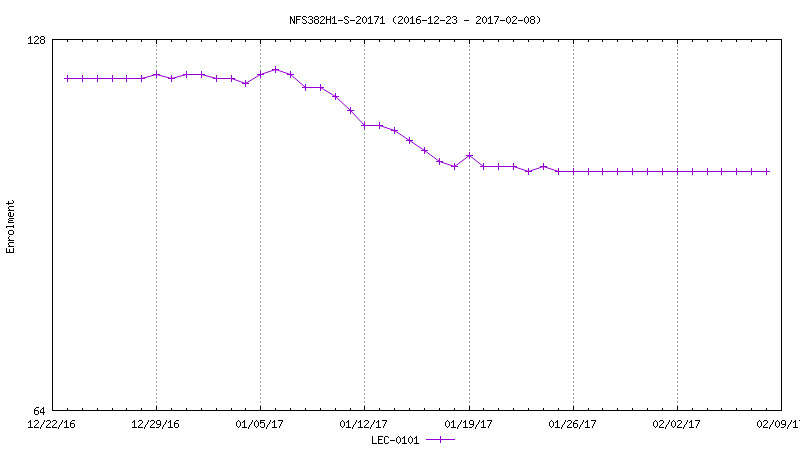 NFS382H1-S-20171 (2016-12-23 - 2017-02-08)
128
Enrolment
64
12/22/16 12/29/16 01/05/17 01/12/17 01/19/17 01/26/17 02/02/17 02/09/1
LEC-0101